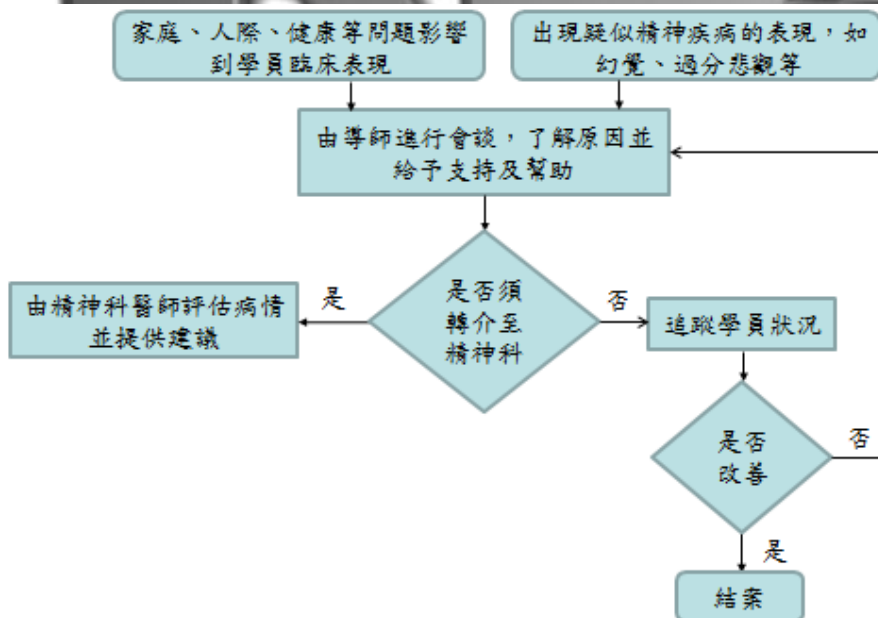 家庭、人際、健康等問題影響
到學員臨床表現
出現疑似精神疾病的表現，如
幻覺、過分悲觀等
由導師進行會談，了解原因並
給予支持及幫助
是否須
轉介至
精神科
是
否
由精神科醫師評估病情
並提供建議
追蹤學員狀況
是否
改善
否
是
結案